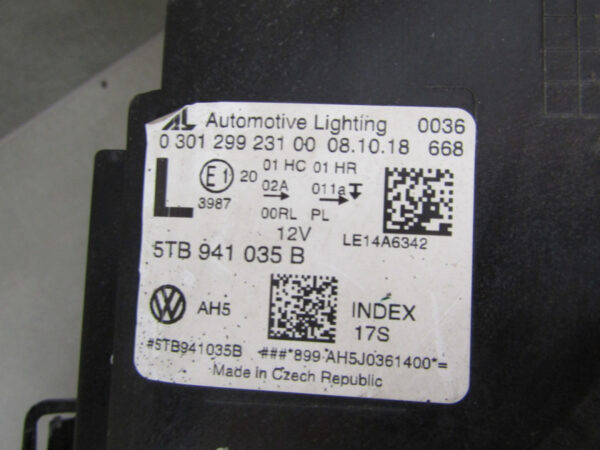 AL Automotive Lighting 0036
0 301 299 231 00 08.10.18 668
L E1 20 01 HC 01 HR
3987 02A 011a
00RL PL
12V LE14A6342
5TB 941 035 B
VW AH5 INDEX
17S
#5TB941035B ###*899 AH5J0361400*=
Made in Czech Republic